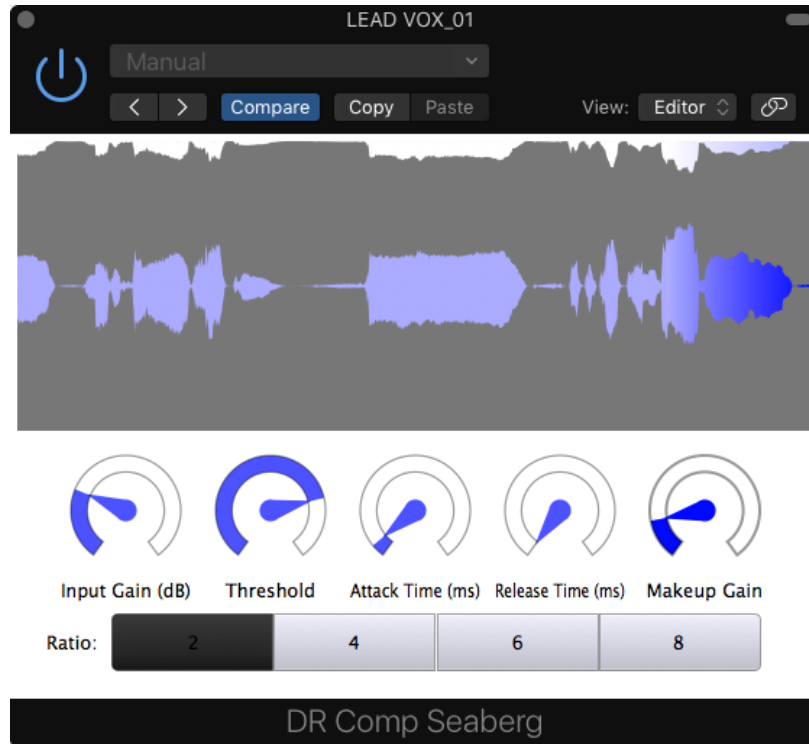 LEAD VOX_01
Manual
Compare Copy Paste View: Editor
Input Gain (dB) Threshold Attack Time (ms) Release Time (ms) Makeup Gain
Ratio: 2 4 6 8
DR Comp Seaberg